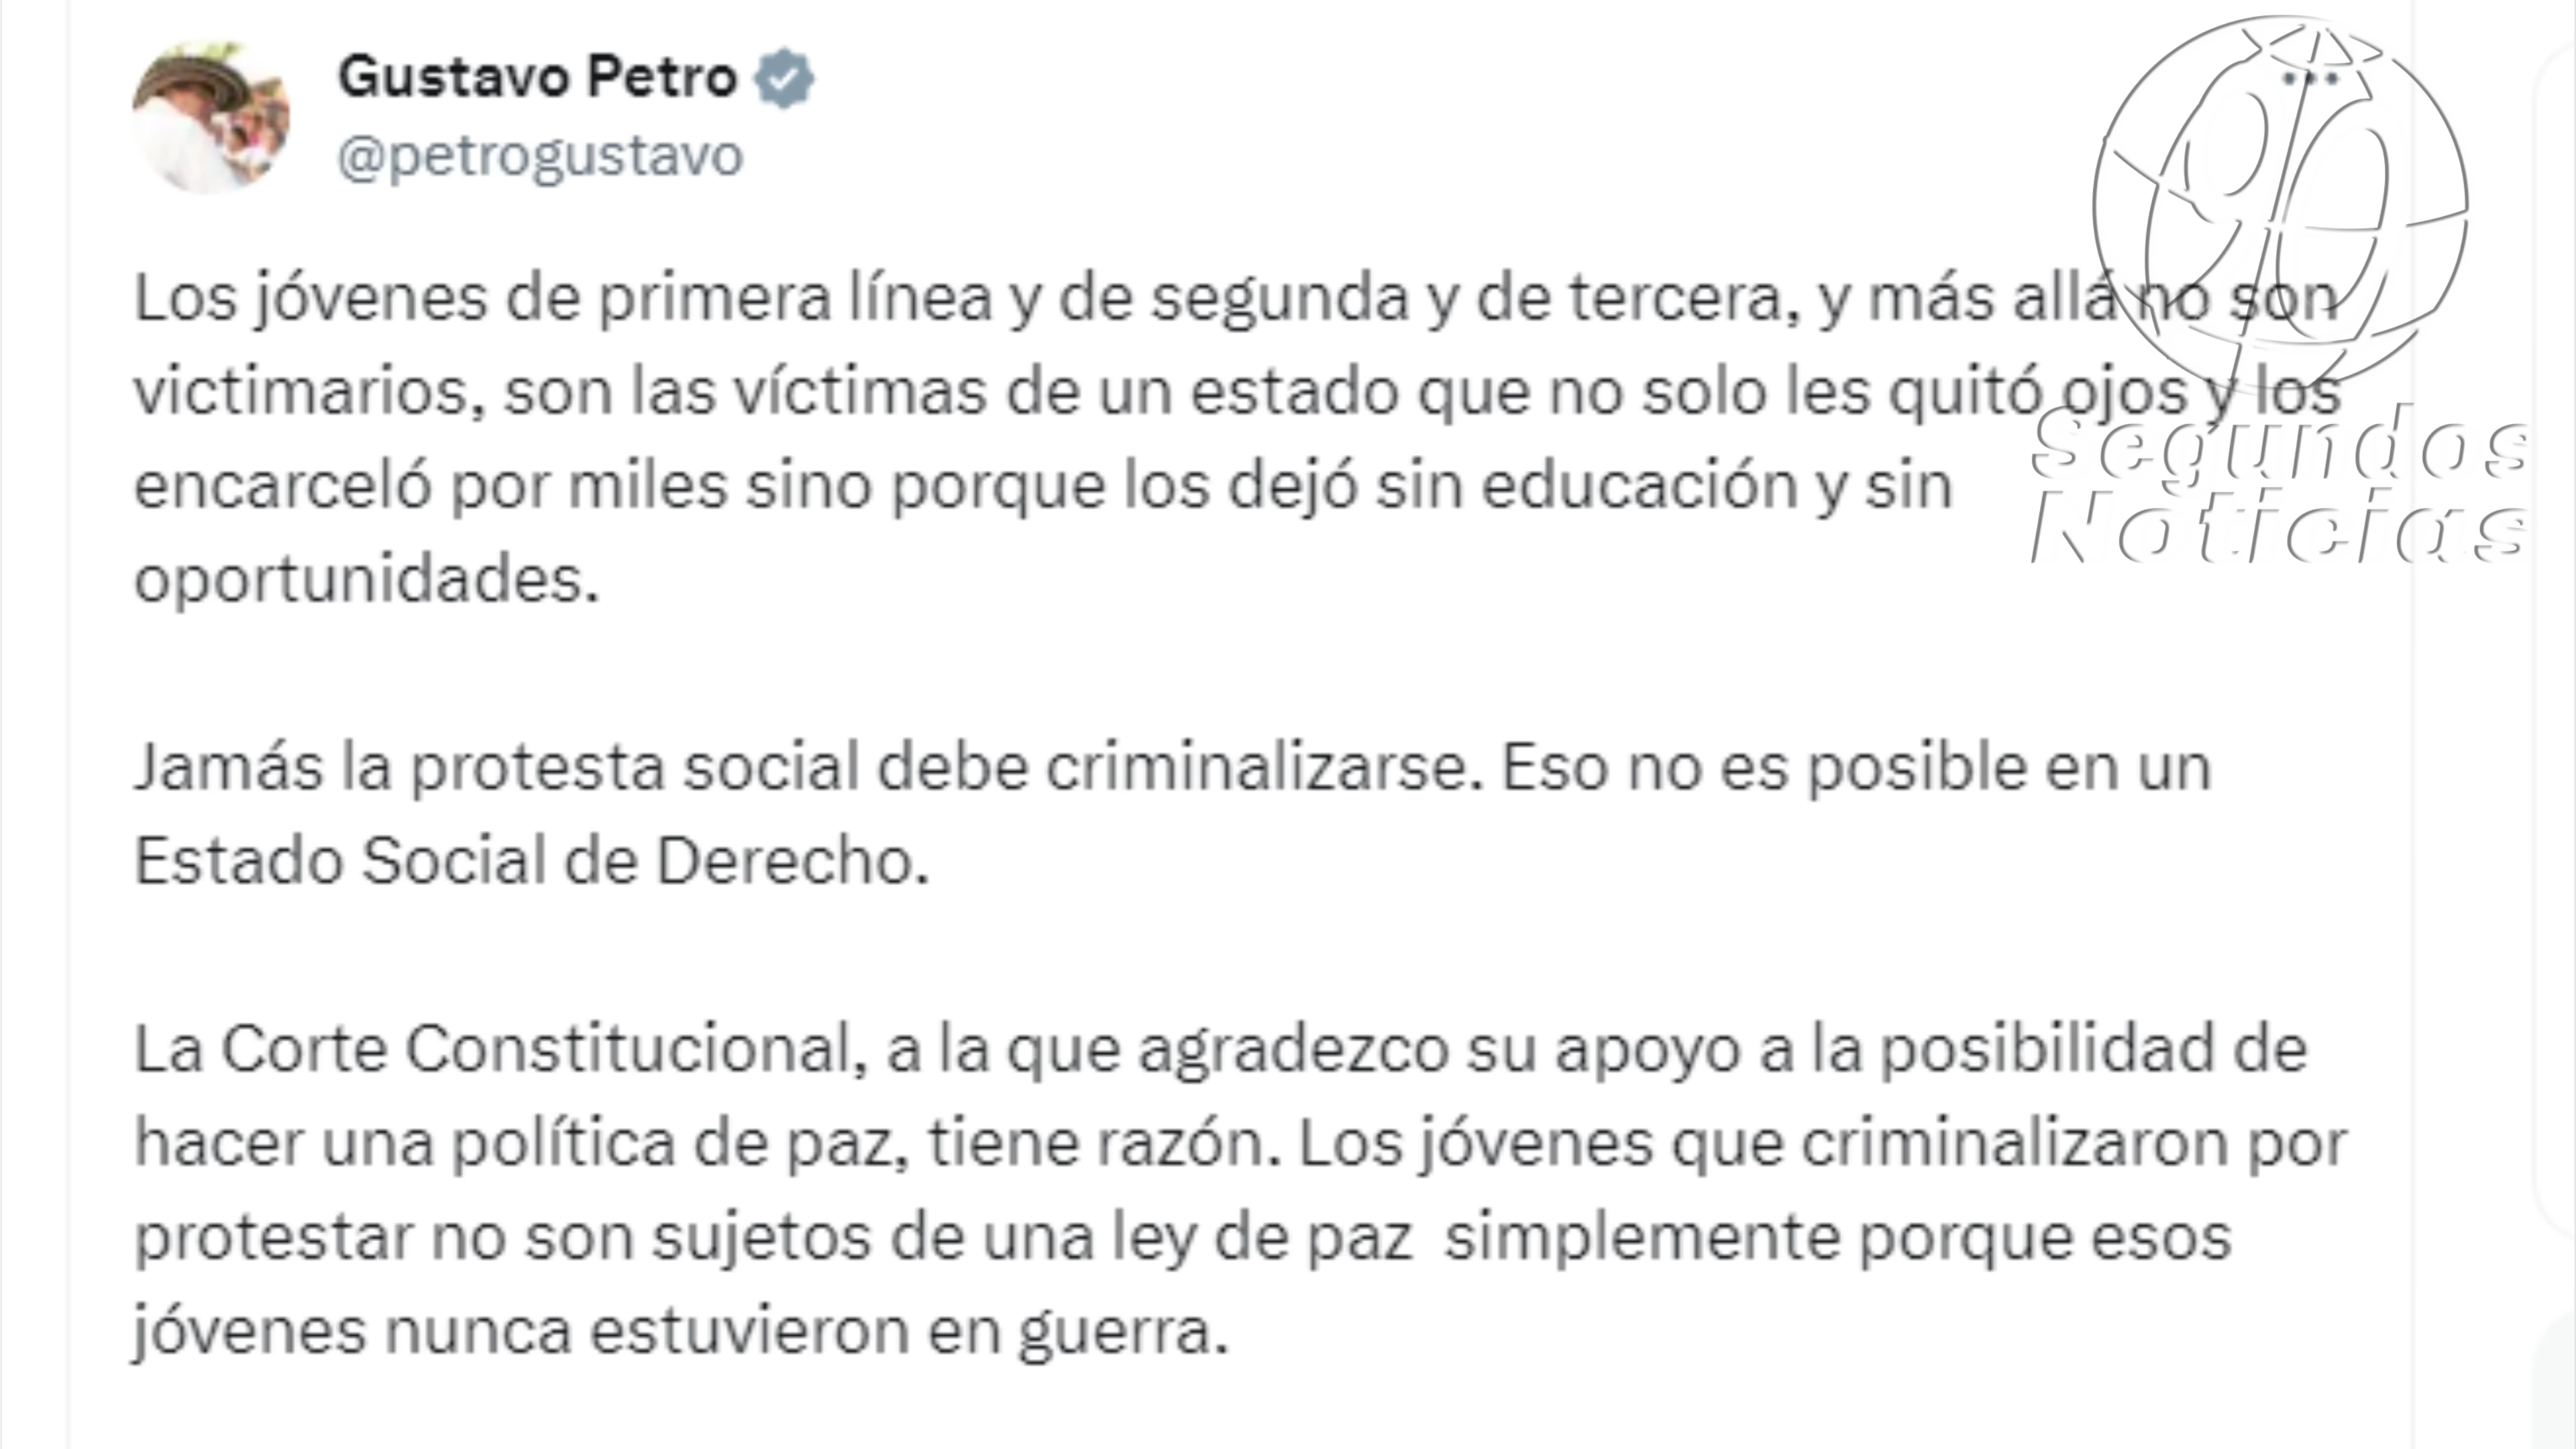 Gustavo Petro
@petrogustavo
Los jóvenes de primera línea y de segunda y de tercera, y más allá no son
victimarios, son las víctimas de un estado que no solo les quitó ojos y los
encarceló por miles sino porque los dejó sin educación y sin
oportunidades.
Jamás la protesta social debe criminalizarse. Eso no es posible en un
Estado Social de Derecho.
La Corte Constitucional, a la que agradezco su apoyo a la posibilidad de
hacer una política de paz, tiene razón. Los jóvenes que criminalizaron por
protestar no son sujetos de una ley de paz  simplemente porque esos
jóvenes nunca estuvieron en guerra.
90
Segundos
Noticias